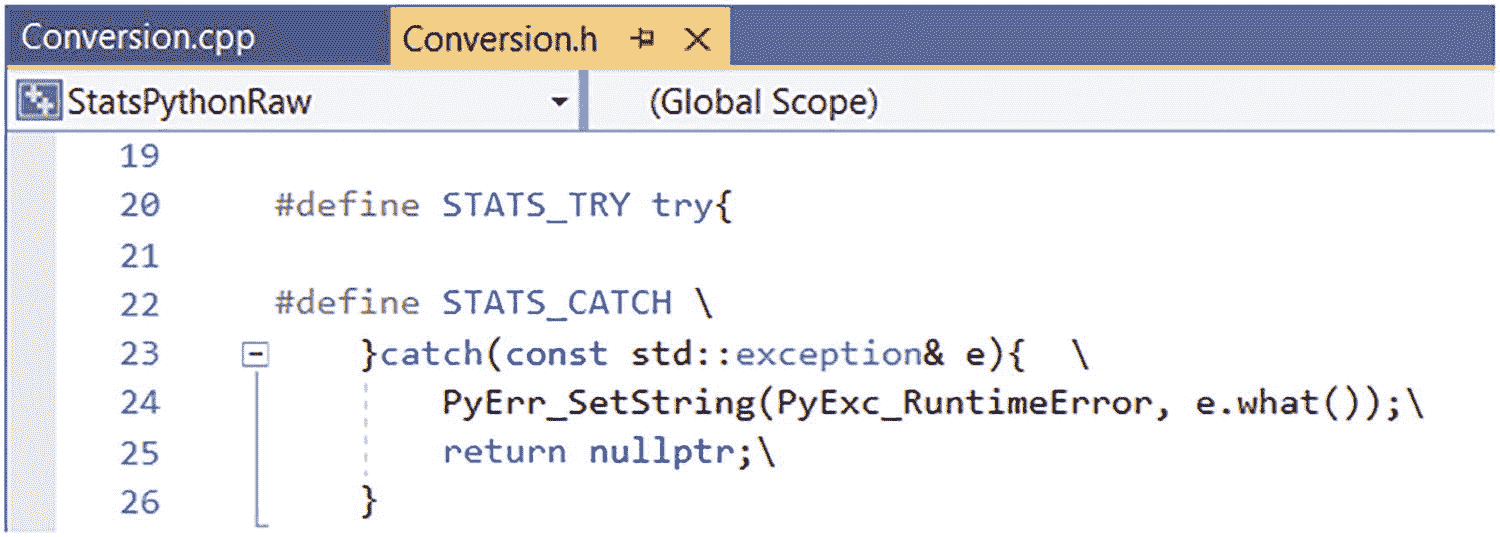 Conversion.cpp Conversion.h
StatsPythonRaw (Global Scope)
19
20 #define STATS_TRY try{
21
22 #define STATS_CATCH \
23 }catch(const std::exception& e){ \
24 PyErr_SetString(PyExc_RuntimeError, e.what());\
25 return nullptr;\
26 }